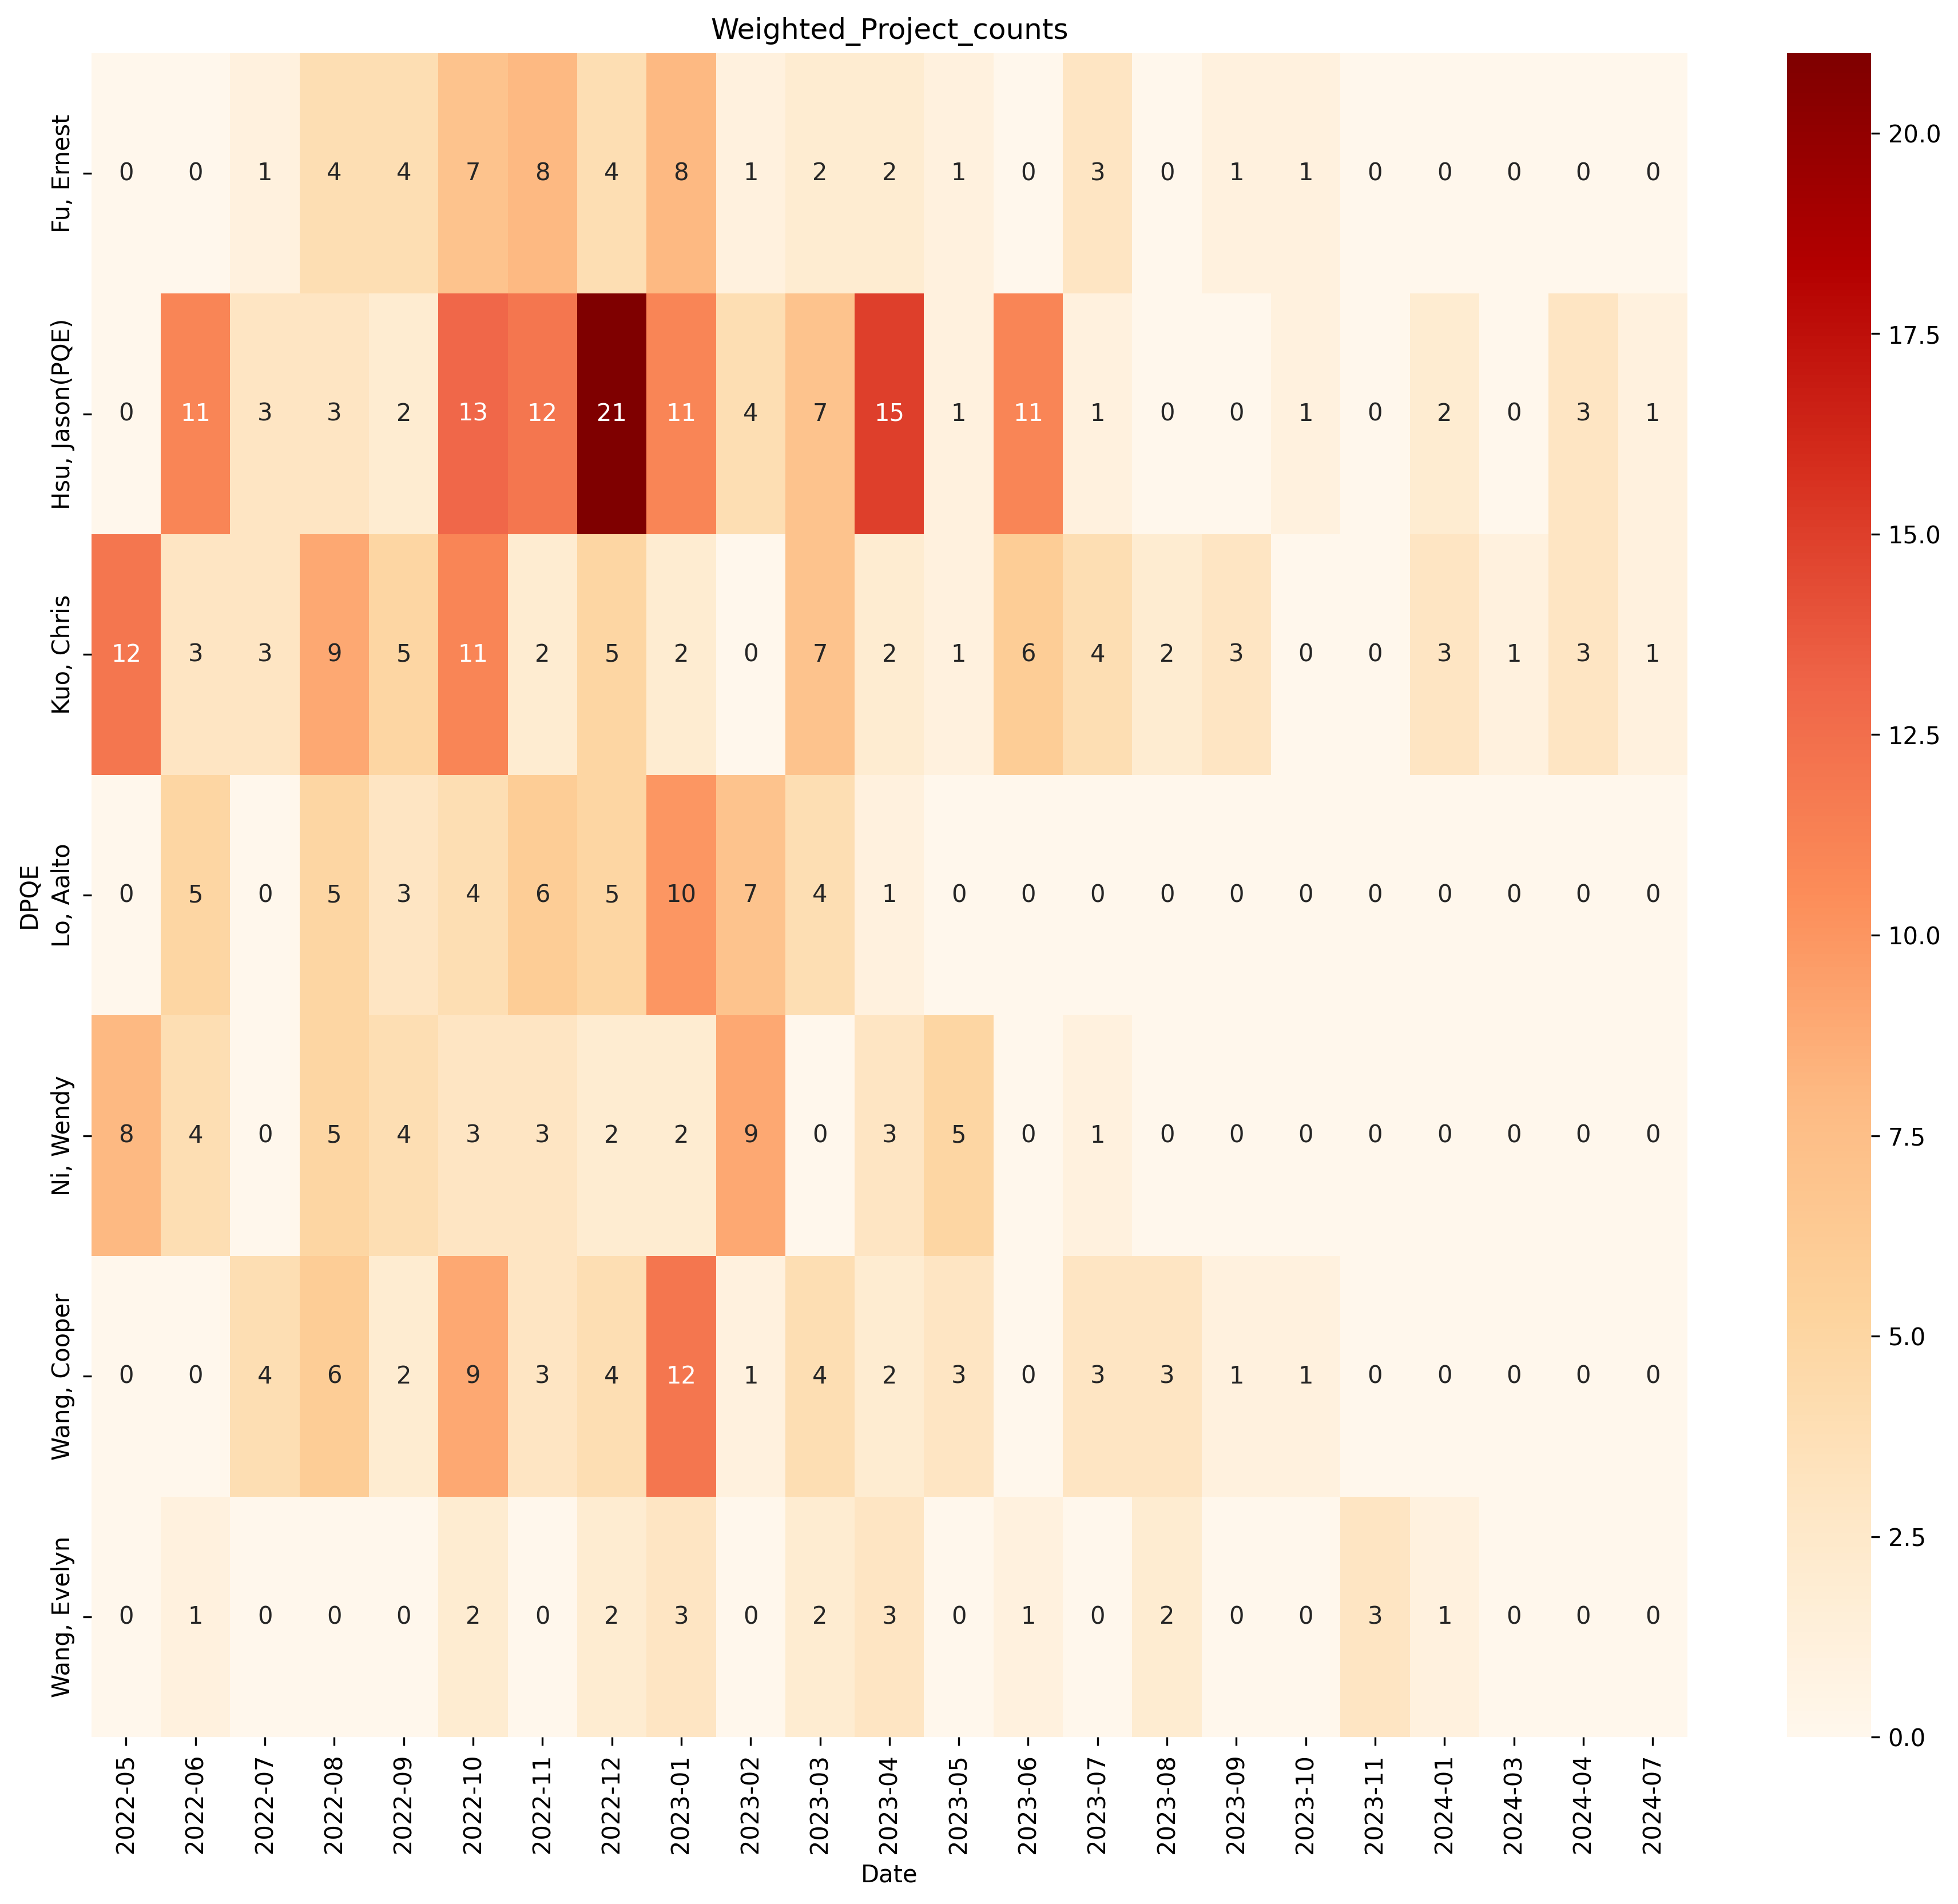 Weighted_Project_counts
DPQE
Fu, Ernest
0 0 1 4 4 7 8 4 8 1 2 2 1 0 3 0 1 1 0 0 0 0 0
Hsu, Jason(PQE)
0 11 3 3 2 13 12 21 11 4 7 15 1 11 1 0 0 1 0 2 0 3 1
Kuo, Chris
12 3 3 9 5 11 2 5 2 0 7 2 1 6 4 2 3 0 0 3 1 3 1
Lo, Aalto
0 5 0 5 3 4 6 5 10 7 4 1 0 0 0 0 0 0 0 0 0 0 0
Ni, Wendy
8 4 0 5 4 3 3 2 2 9 0 3 5 0 1 0 0 0 0 0 0 0 0
Wang, Cooper
0 0 4 6 2 9 3 4 12 1 4 2 3 0 3 3 1 1 0 0 0 0 0
Wang, Evelyn
0 1 0 0 0 2 0 2 3 0 2 3 0 1 0 2 0 0 3 1 0 0 0
2022-05
2022-06
2022-07
2022-08
2022-09
2022-10
2022-11
2022-12
2023-01
2023-02
2023-03
2023-04
2023-05
2023-06
2023-07
2023-08
2023-09
2023-10
2023-11
2024-01
2024-03
2024-04
2024-07
Date
20.0
17.5
15.0
12.5
10.0
7.5
5.0
2.5
0.0